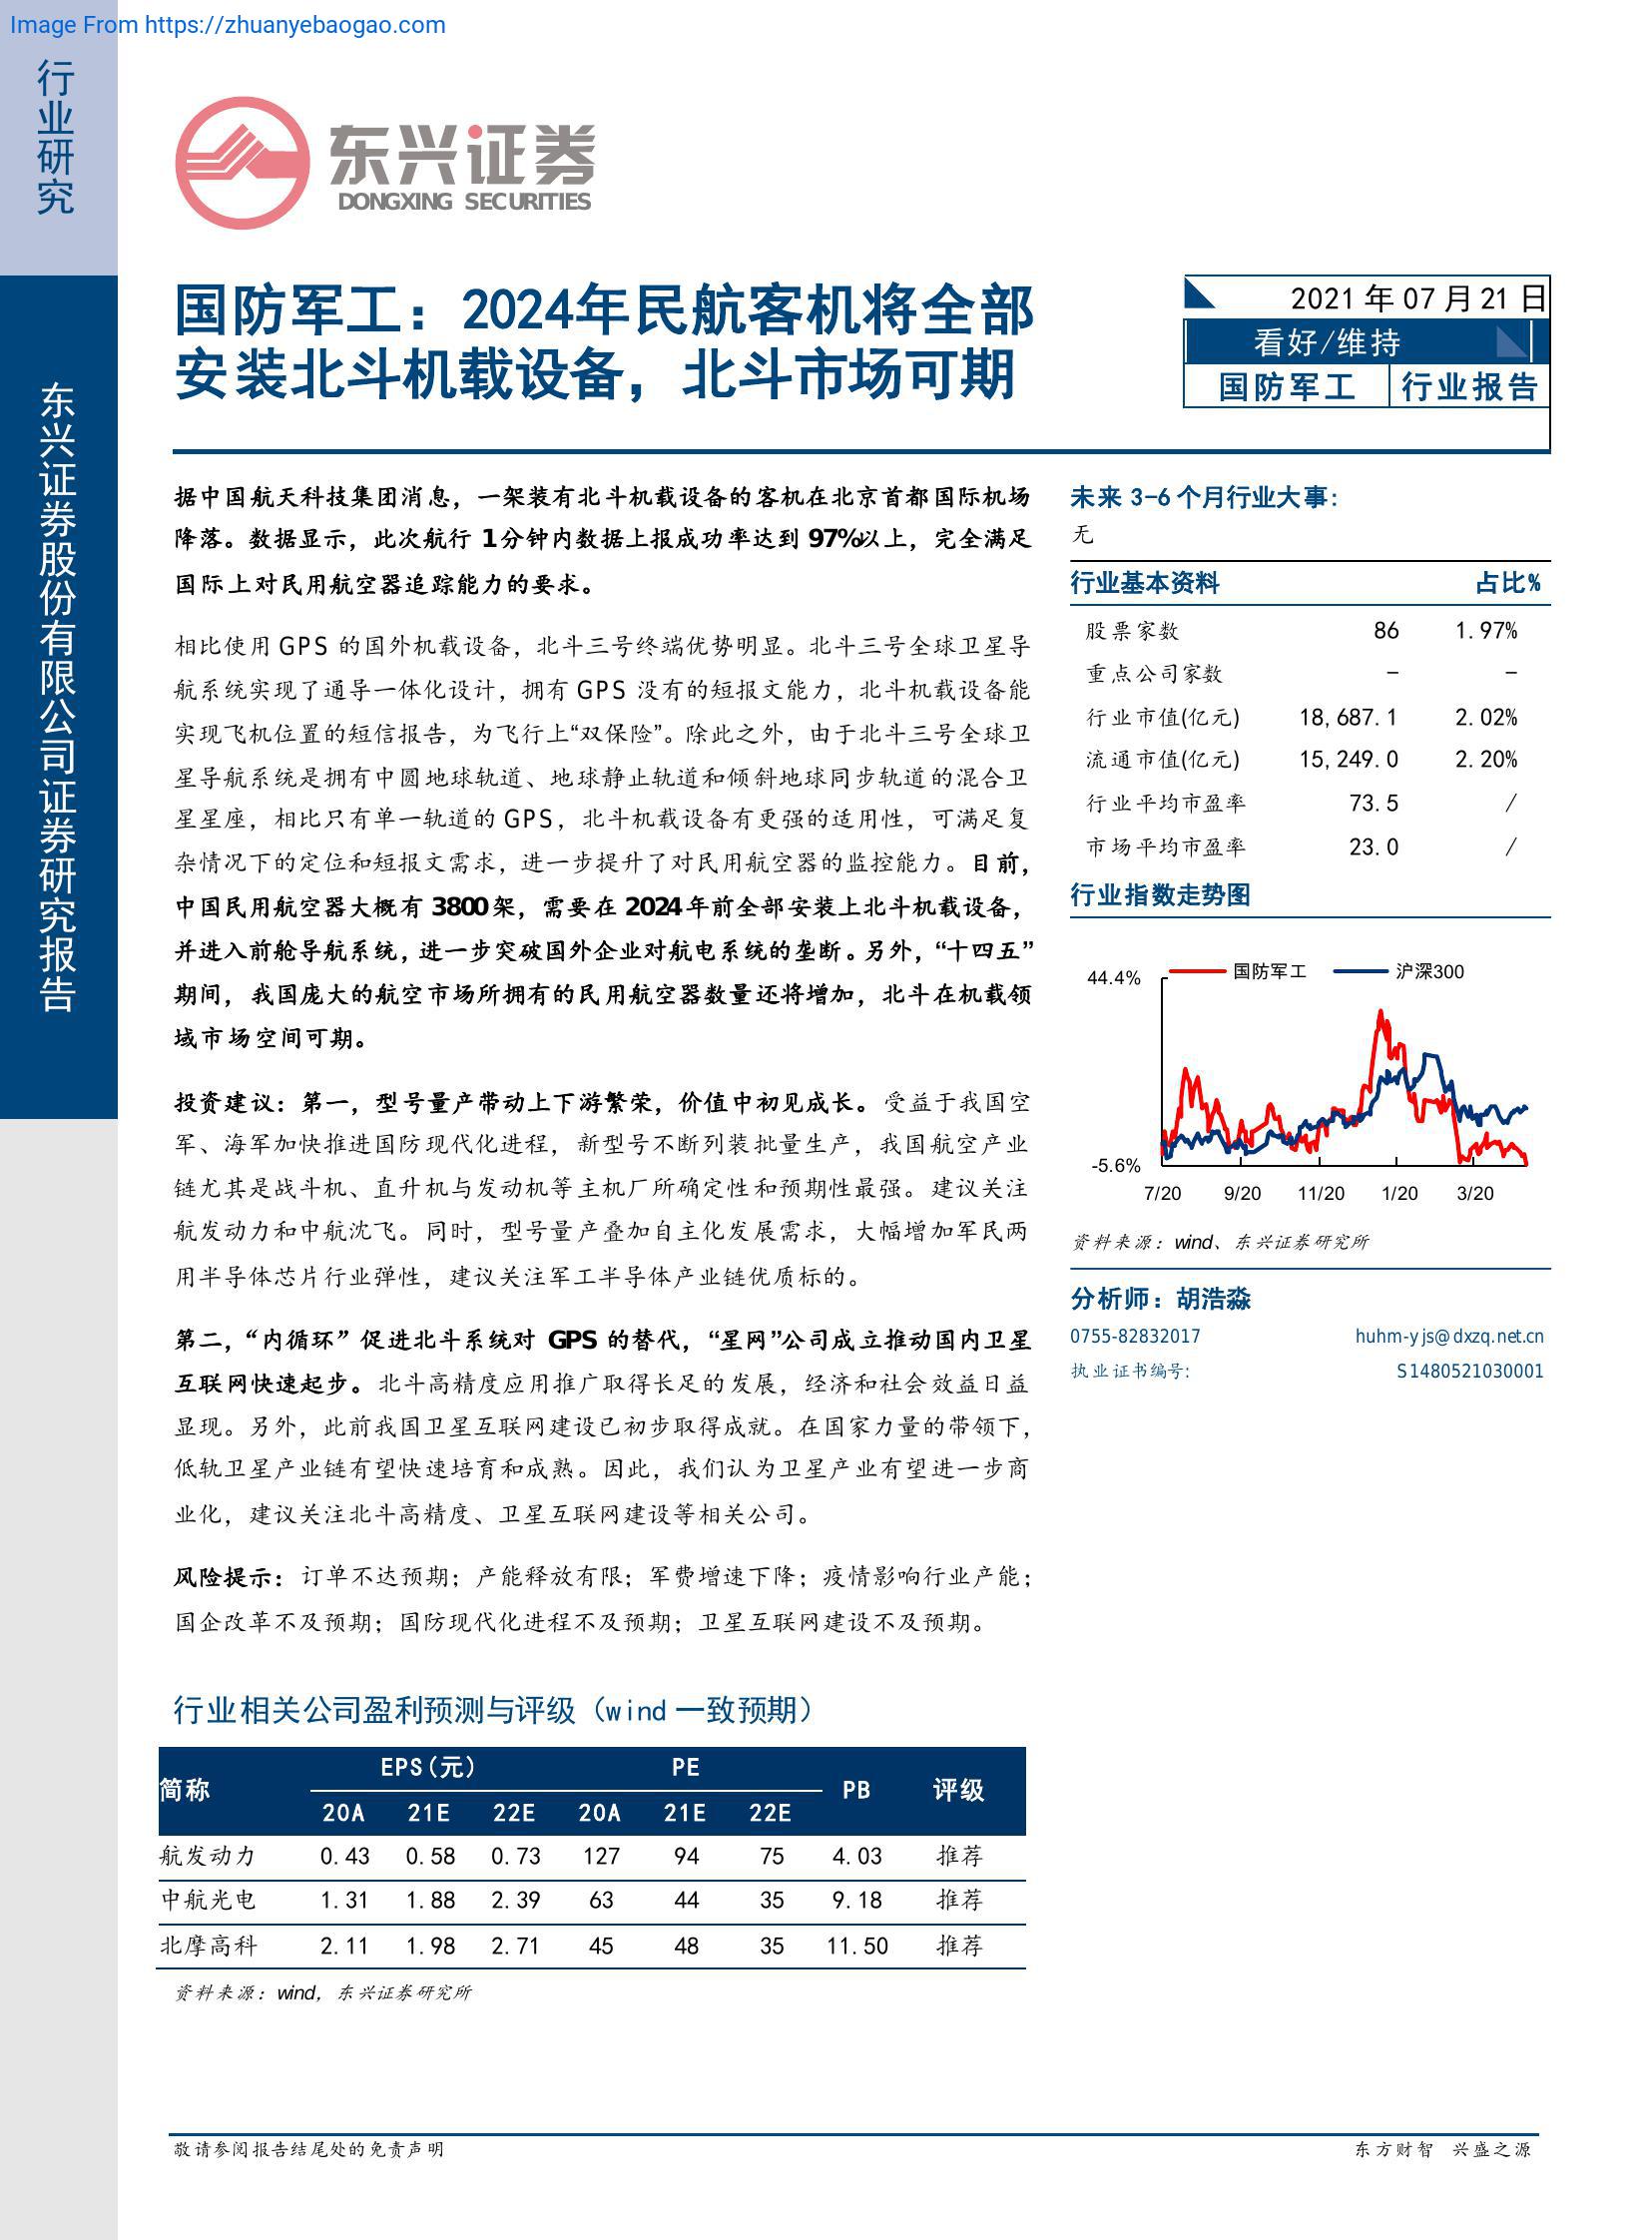 Image From https://zhuanyebaogao.com
行业研究
东兴证券股份有限公司证券研究报告
东兴证券
DONGXING SECURITIES
国防军工：2024年民航客机将全部
安装北斗机载设备，北斗市场可期
2021 年 07 月 21 日
看好/维持
国防军工 行业报告
据中国航天科技集团消息，一架装有北斗机载设备的客机在北京首都国际机场
降落。数据显示，此次航行 1分钟内数据上报成功率达到 97%以上，完全满足
国际上对民用航空器追踪能力的要求。
相比使用 GPS 的国外机载设备，北斗三号终端优势明显。北斗三号全球卫星导
航系统实现了通导一体化设计，拥有 GPS 没有的短报文能力，北斗机载设备能
实现飞机位置的短信报告，为飞行上“双保险”。除此之外，由于北斗三号全球卫
星导航系统是拥有中圆地球轨道、地球静止轨道和倾斜地球同步轨道的混合卫
星星座，相比只有单一轨道的 GPS，北斗机载设备有更强的适用性，可满足复
杂情况下的定位和短报文需求，进一步提升了对民用航空器的监控能力。目前，
中国民用航空器大概有 3800 架，需要在 2024 年前全部安装上北斗机载设备，
并进入前舱导航系统，进一步突破国外企业对航电系统的垄断。另外，“十四五”
期间，我国庞大的航空市场所拥有的民用航空器数量还将增加，北斗在机载领
域市场空间可期。
投资建议：第一，型号量产带动上下游繁荣，价值中初见成长。受益于我国空
军、海军加快推进国防现代化进程，新型号不断列装批量生产，我国航空产业
链尤其是战斗机、直升机与发动机等主机厂所确定性和预期性最强。建议关注
航发动力和中航沈飞。同时，型号量产叠加自主化发展需求，大幅增加军民两
用半导体芯片行业弹性，建议关注军工半导体产业链优质标的。
第二，“内循环”促进北斗系统对 GPS 的替代，“星网”公司成立推动国内卫星
互联网快速起步。北斗高精度应用推广取得长足的发展，经济和社会效益日益
显现。另外，此前我国卫星互联网建设已初步取得成就。在国家力量的带领下，
低轨卫星产业链有望快速培育和成熟。因此，我们认为卫星产业有望进一步商
业化，建议关注北斗高精度、卫星互联网建设等相关公司。
风险提示：订单不达预期；产能释放有限；军费增速下降；疫情影响行业产能；
国企改革不及预期；国防现代化进程不及预期；卫星互联网建设不及预期。
未来 3-6 个月行业大事：
无
行业基本资料 占比%
股票家数 86 1.97%
重点公司家数 - -
行业市值(亿元) 18,687.1 2.02%
流通市值(亿元) 15,249.0 2.20%
行业平均市盈率 73.5 /
市场平均市盈率 23.0 /
行业指数走势图
国防军工 沪深300
44.4%
-5.6%
7/20 9/20 11/20 1/20 3/20
资料来源：wind、东兴证券研究所
分析师：胡浩淼
0755-82832017 huhm-yjs@dxzq.net.cn
执业证书编号: S1480521030001
行业相关公司盈利预测与评级（wind 一致预期）
简称 EPS(元) PE PB 评级
20A 21E 22E 20A 21E 22E
航发动力 0.43 0.58 0.73 127 94 75 4.03 推荐
中航光电 1.31 1.88 2.39 63 44 35 9.18 推荐
北摩高科 2.11 1.98 2.71 45 48 35 11.50 推荐
资料来源：wind，东兴证券研究所
敬请参阅报告结尾处的免责声明
东方财智 兴盛之源